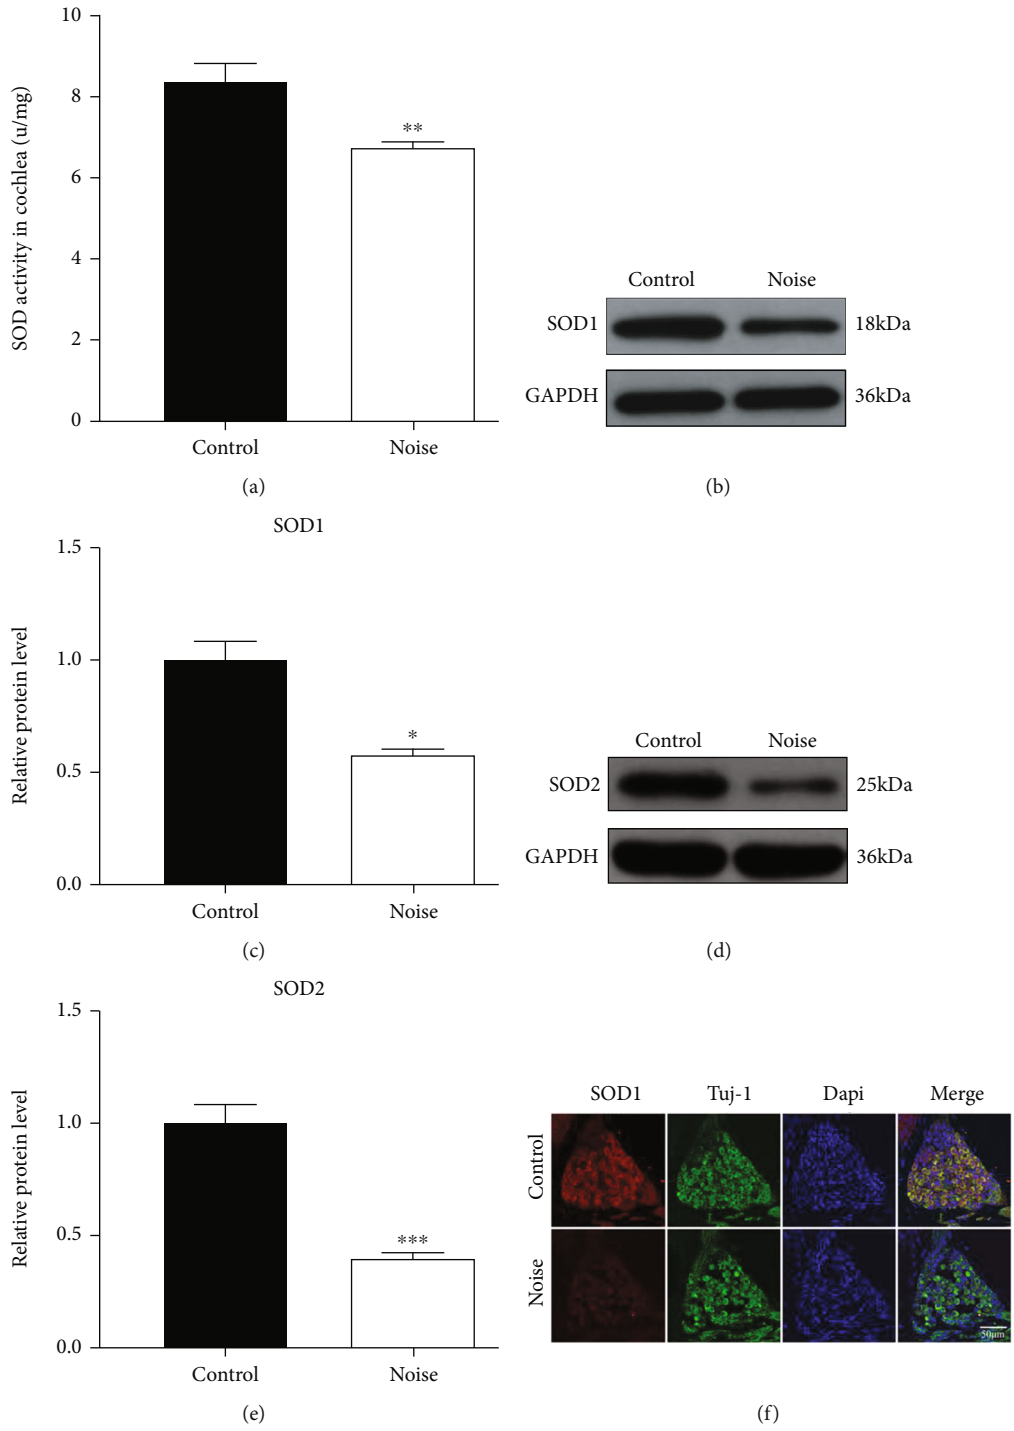 10
8
6
4
2
0
SOD activity in cochlea (u/mg)
**
Control Noise
(a)
Control Noise
SOD1 18kDa
GAPDH 36kDa
(b)
SOD1
1.5
1.0
0.5
0.0
Relative protein level
*
Control Noise
(c)
Control Noise
SOD2 25kDa
GAPDH 36kDa
(d)
SOD2
1.5
1.0
0.5
0.0
Relative protein level
***
Control Noise
(e)
SOD1 Tuj-1 Dapi Merge
Control
Noise
50μm
(f)